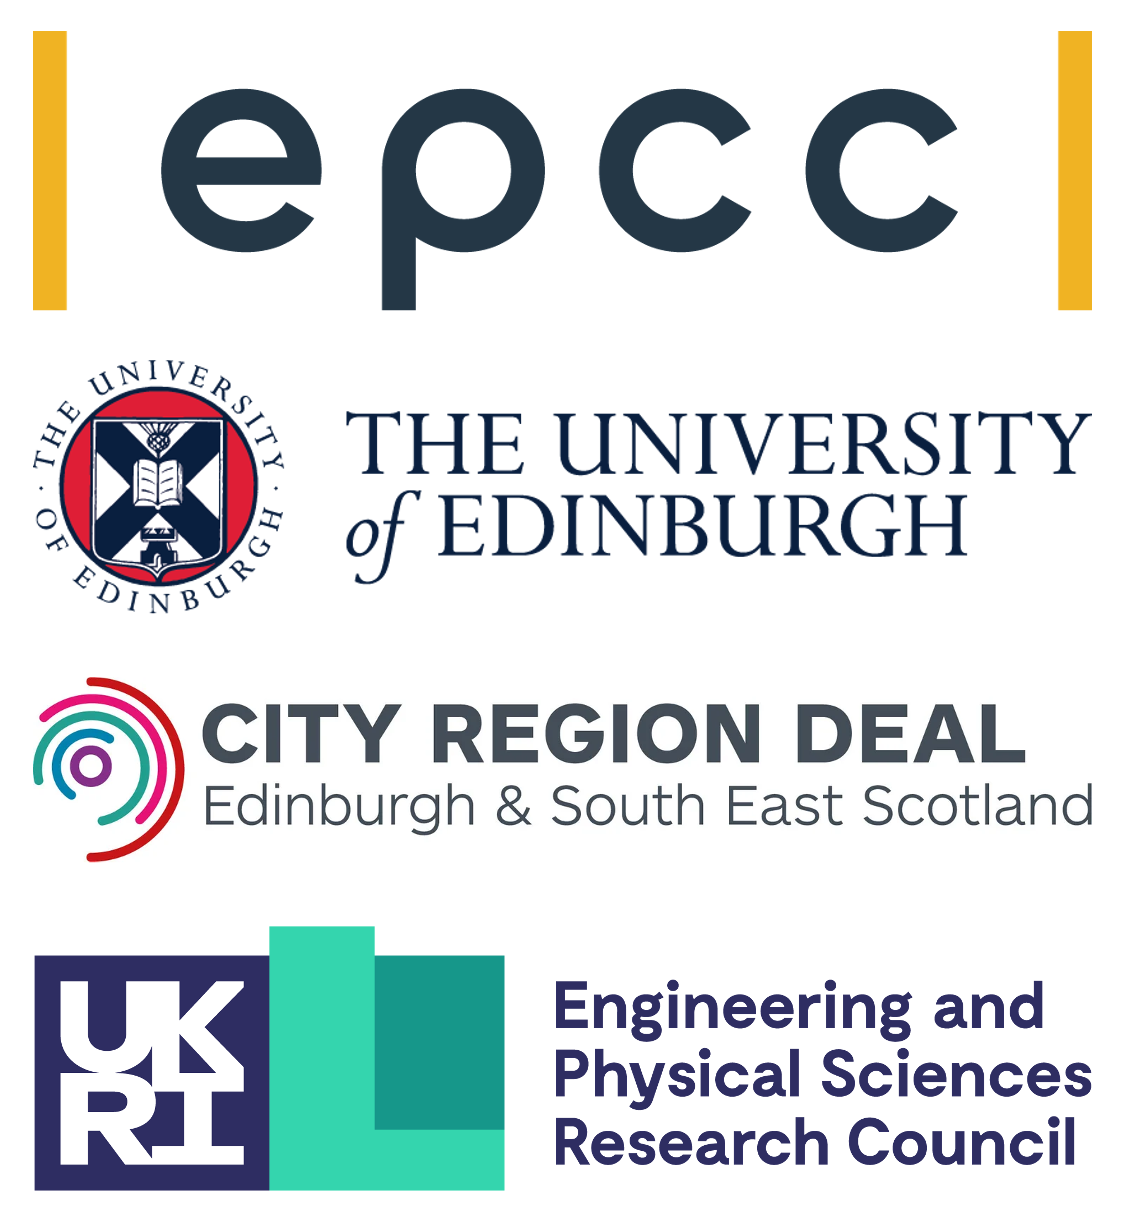 epcc
THE UNIVERSITY
OF EDINBURGH
THE UNIVERSITY
of EDINBURGH
CITY REGION DEAL
Edinburgh & South East Scotland
UK
RI
Engineering and
Physical Sciences
Research Council